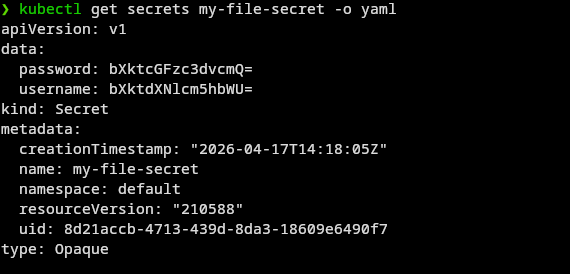 ❯ kubectl get secrets my-file-secret -o yaml
apiVersion: v1
data:
  password: bXktcGFzc3dvcmQ=
  username: bXktdXNlcm5hbWU=
kind: Secret
metadata:
  creationTimestamp: "2026-04-17T14:18:05Z"
  name: my-file-secret
  namespace: default
  resourceVersion: "210588"
  uid: 8d21accb-4713-439d-8da3-18609e6490f7
type: Opaque